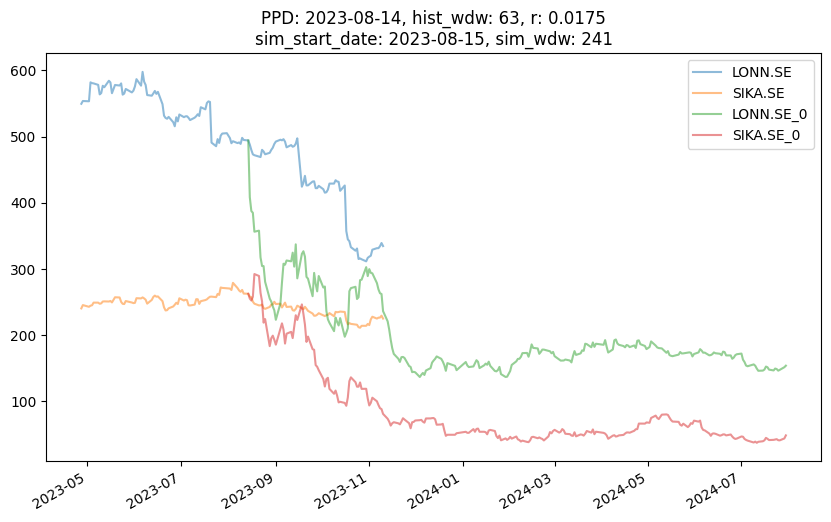 PPD: 2023-08-14, hist_wdw: 63, r: 0.0175
sim_start_date: 2023-08-15, sim_wdw: 241
LONN.SE
SIKA.SE
LONN.SE_0
SIKA.SE_0
600
500
400
300
200
100
2023-05
2023-07
2023-09
2023-11
2024-01
2024-03
2024-05
2024-07